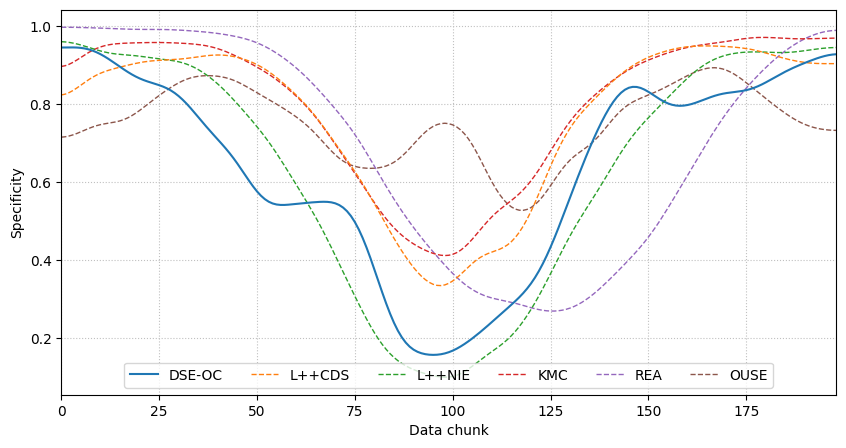 1.0
0.8
0.6
0.4
0.2
Specificity
DSE-OC L++CDS L++NIE KMC REA OUSE
0 25 50 75 100 125 150 175
Data chunk